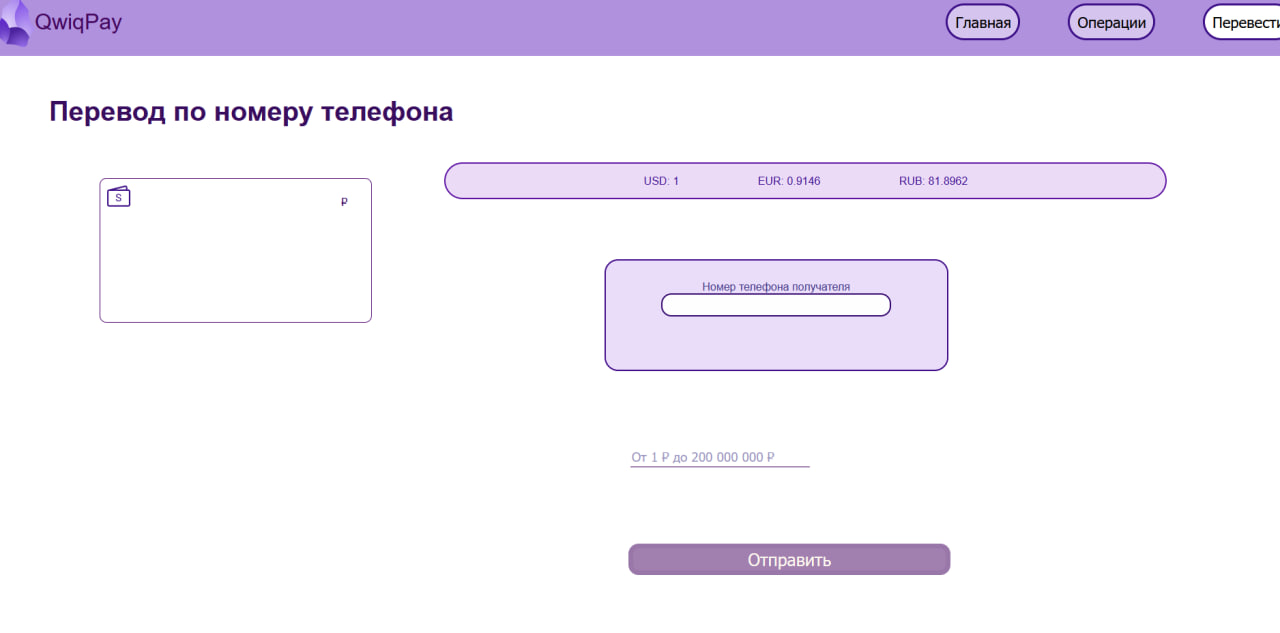 QwiqPay
Главная
Операции
Перевести
Перевод по номеру телефона
S
₽
USD: 1
EUR: 0.9146
RUB: 81.8962
Номер телефона получателя
От 1 ₽ до 200 000 000 ₽
Отправить